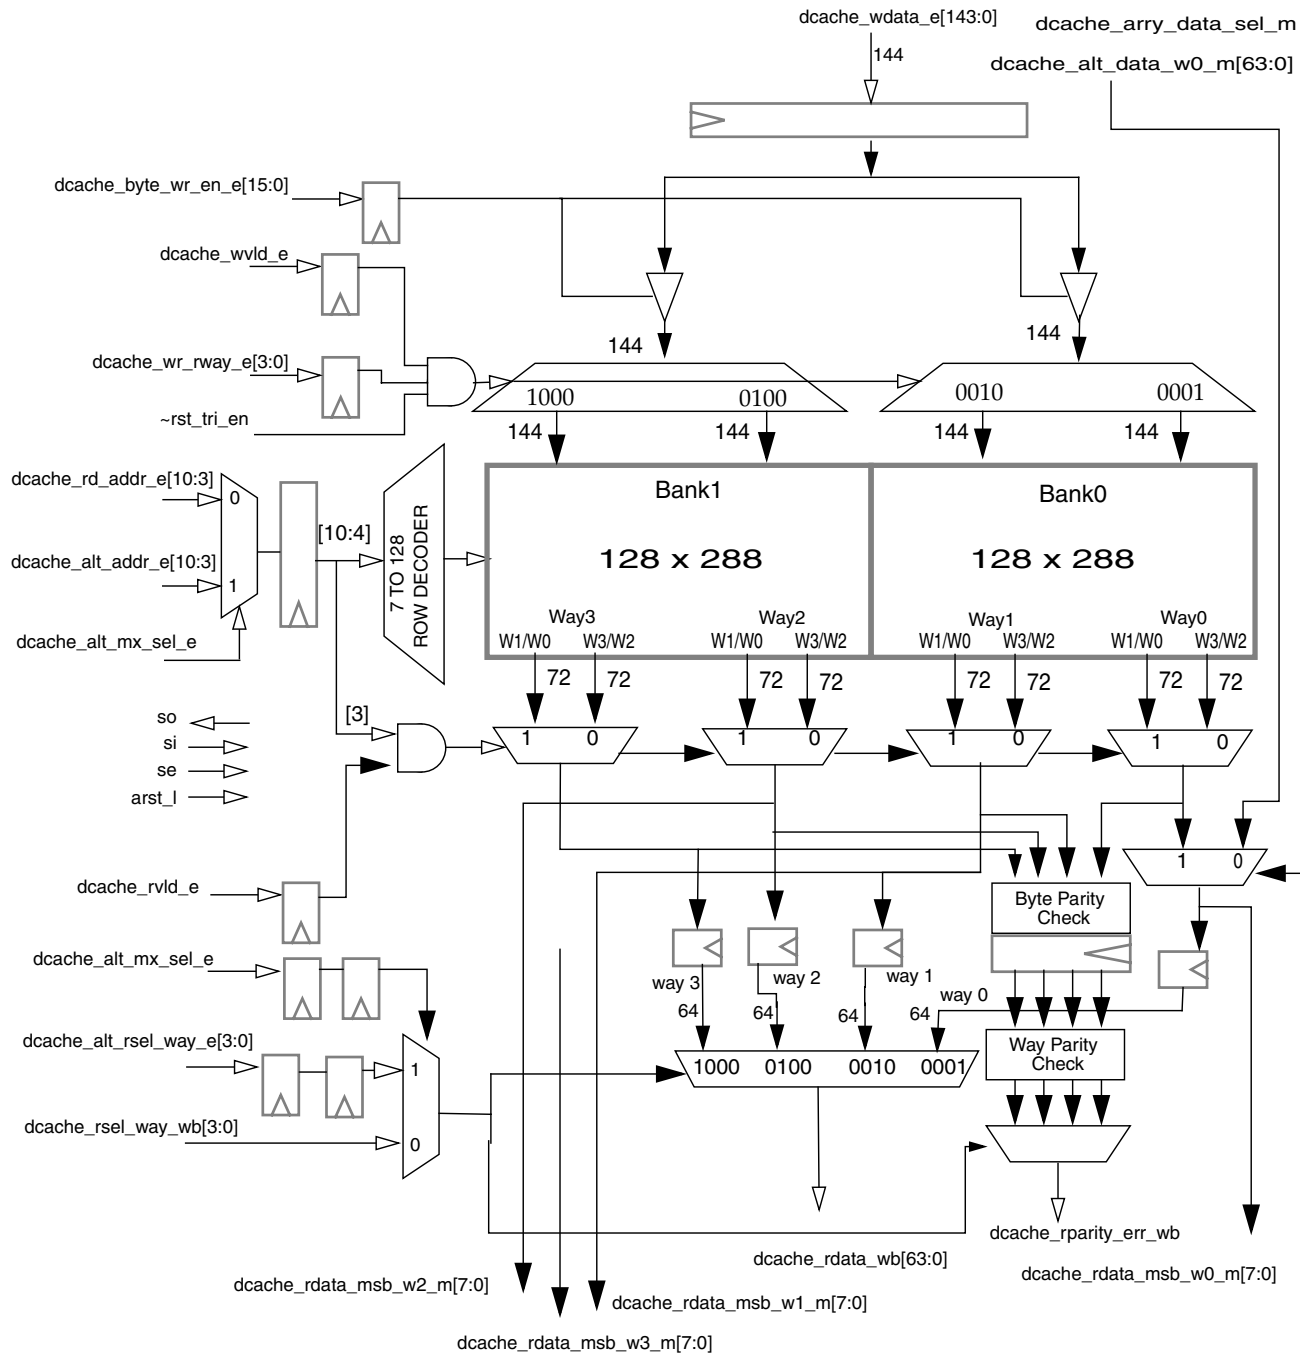 dcache_wdata_e[143:0]
dcache_arry_data_sel_m
144
dcache_alt_data_w0_m[63:0]
dcache_byte_wr_en_e[15:0]
dcache_wvld_e
144
144
dcache_wr_rway_e[3:0]
1000
0100
0010
0001
~rst_tri_en
144
144
144
144
dcache_rd_addr_e[10:3]
0
Bank1
Bank0
[10:4]
7 TO 128
ROW DECODER
128 x 288
128 x 288
dcache_alt_addr_e[10:3]
1
dcache_alt_mx_sel_e
Way3
Way2
Way1
Way0
W1/W0
W3/W2
W1/W0
W3/W2
W1/W0
W3/W2
W1/W0
W3/W2
72
72
72
72
72
72
72
72
so
[3]
1
0
1
0
1
0
1
0
si
se
arst_l
1
0
dcache_rvld_e
Byte Parity
Check
dcache_alt_mx_sel_e
way 3
way 2
way 1
way 0
64
64
64
64
dcache_alt_rsel_way_e[3:0]
Way Parity
Check
1
1000
0100
0010
0001
dcache_rsel_way_wb[3:0]
0
dcache_rparity_err_wb
dcache_rdata_wb[63:0]
dcache_rdata_msb_w0_m[7:0]
dcache_rdata_msb_w2_m[7:0]
dcache_rdata_msb_w1_m[7:0]
dcache_rdata_msb_w3_m[7:0]